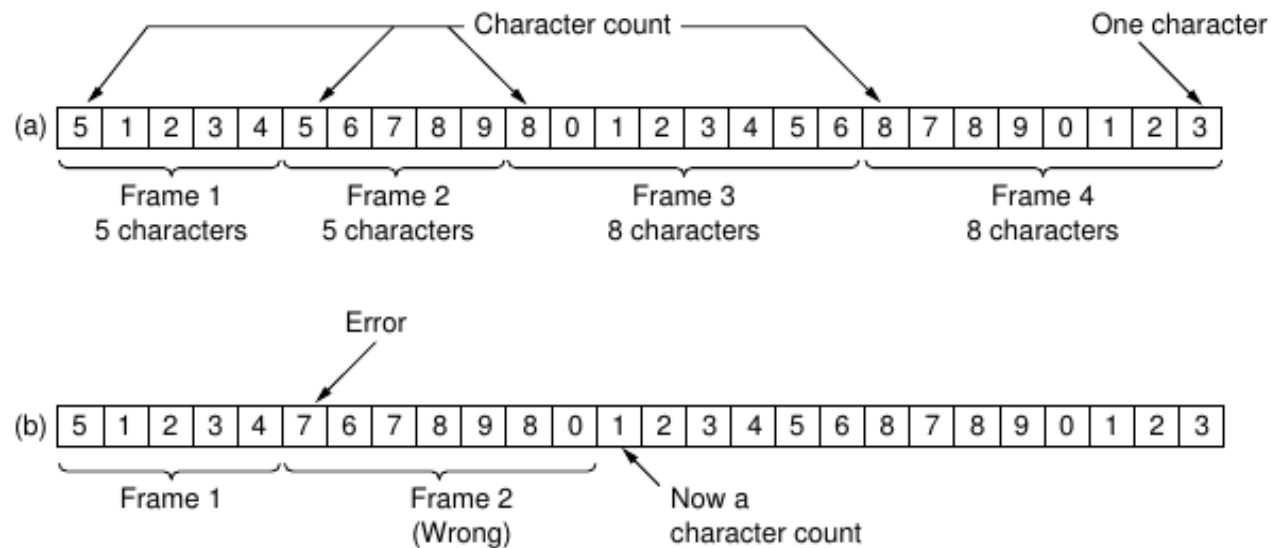 Character count One character
(a) 5 1 2 3 4 5 6 7 8 9 8 0 1 2 3 4 5 6 8 7 8 9 0 1 2 3
Frame 1 Frame 2 Frame 3 Frame 4
5 characters 5 characters 8 characters 8 characters
Error
(b) 5 1 2 3 4 7 6 7 8 9 8 0 1 2 3 4 5 6 8 7 8 9 0 1 2 3
Frame 1 Frame 2 Now a
(Wrong) character count